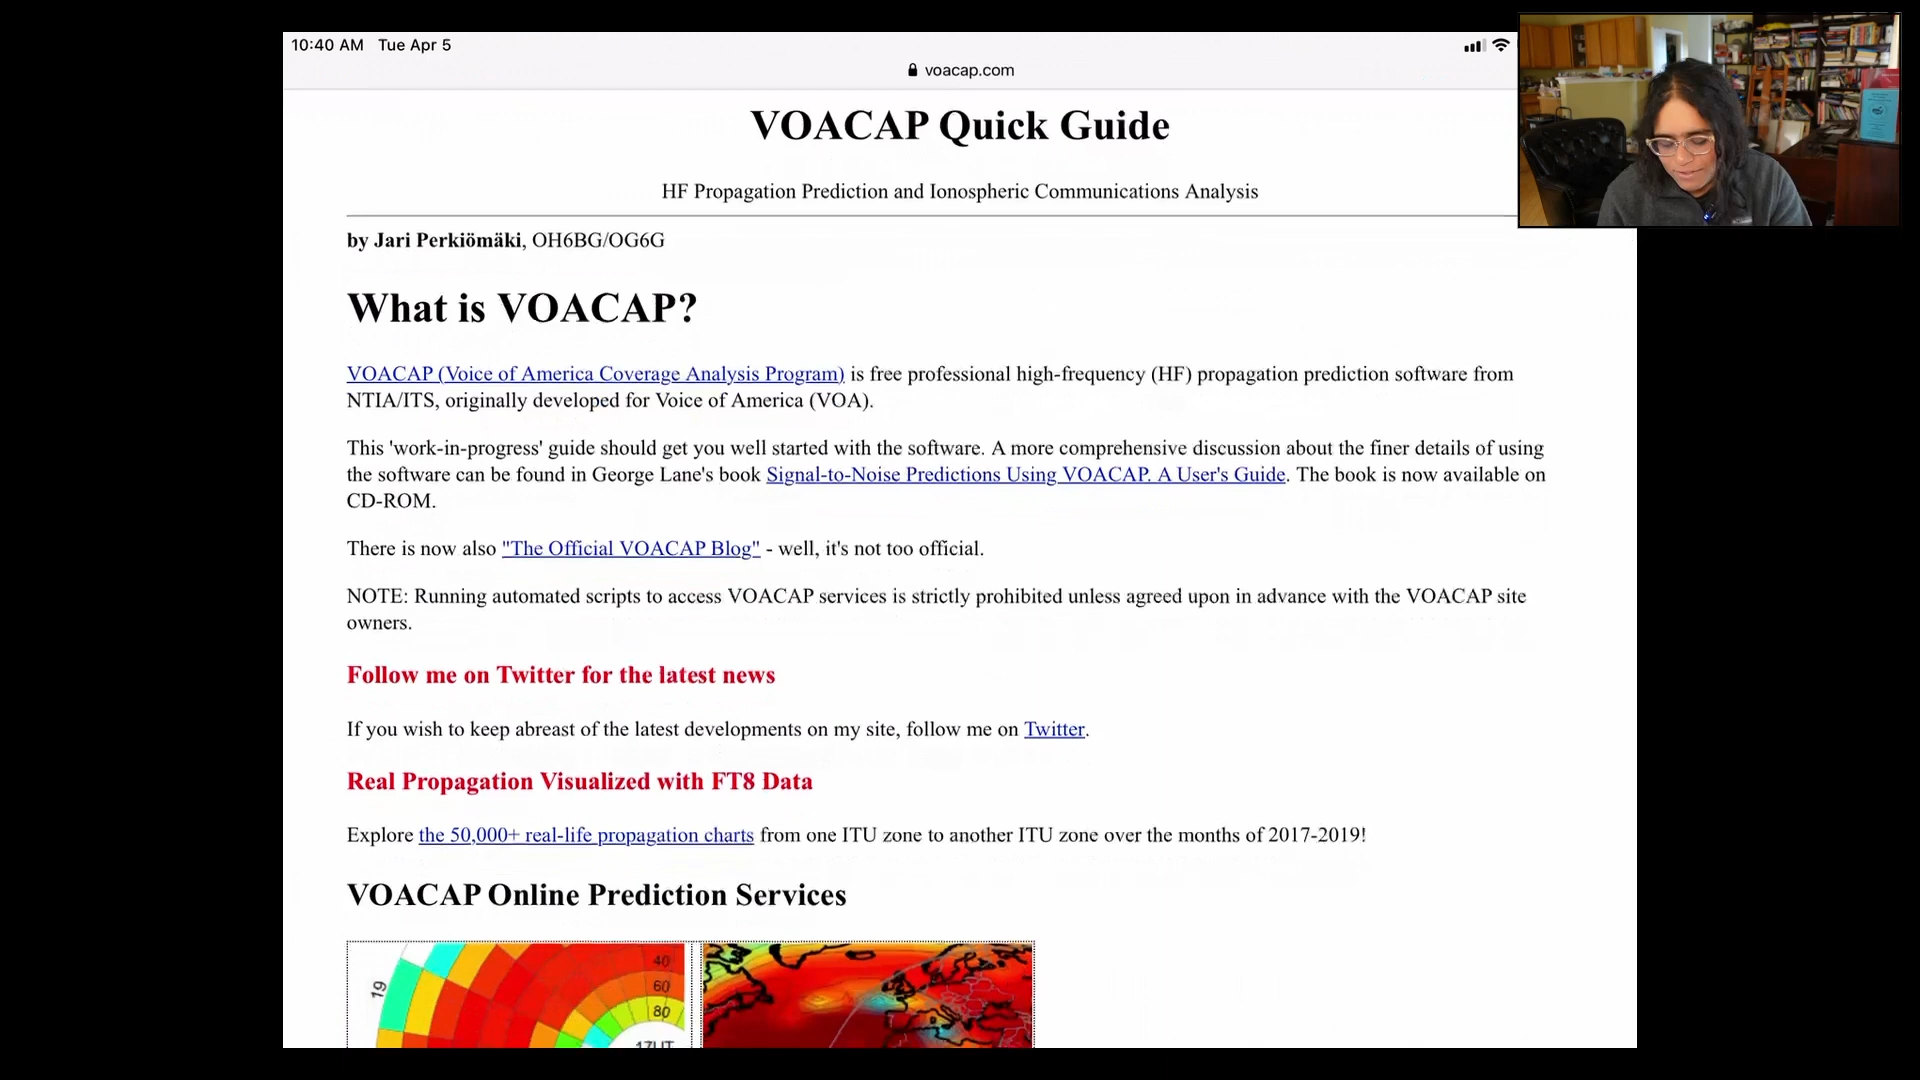 10:40 AM Tue Apr 5
voacap.com
VOACAP Quick Guide
HF Propagation Prediction and Ionospheric Communications Analysis
by Jari Perkiömäki, OH6BG/OG6G
What is VOACAP?
VOACAP (Voice of America Coverage Analysis Program) is free professional high-frequency (HF) propagation prediction software from
NTIA/ITS, originally developed for Voice of America (VOA).
This 'work-in-progress' guide should get you well started with the software. A more comprehensive discussion about the finer details of using
the software can be found in George Lane's book Signal-to-Noise Predictions Using VOACAP. A User's Guide. The book is now available on
CD-ROM.
There is now also "The Official VOACAP Blog" - well, it's not too official.
NOTE: Running automated scripts to access VOACAP services is strictly prohibited unless agreed upon in advance with the VOACAP site
owners.
Follow me on Twitter for the latest news
If you wish to keep abreast of the latest developments on my site, follow me on Twitter.
Real Propagation Visualized with FT8 Data
Explore the 50,000+ real-life propagation charts from one ITU zone to another ITU zone over the months of 2017-2019!
VOACAP Online Prediction Services
40
19
60
80
17UT